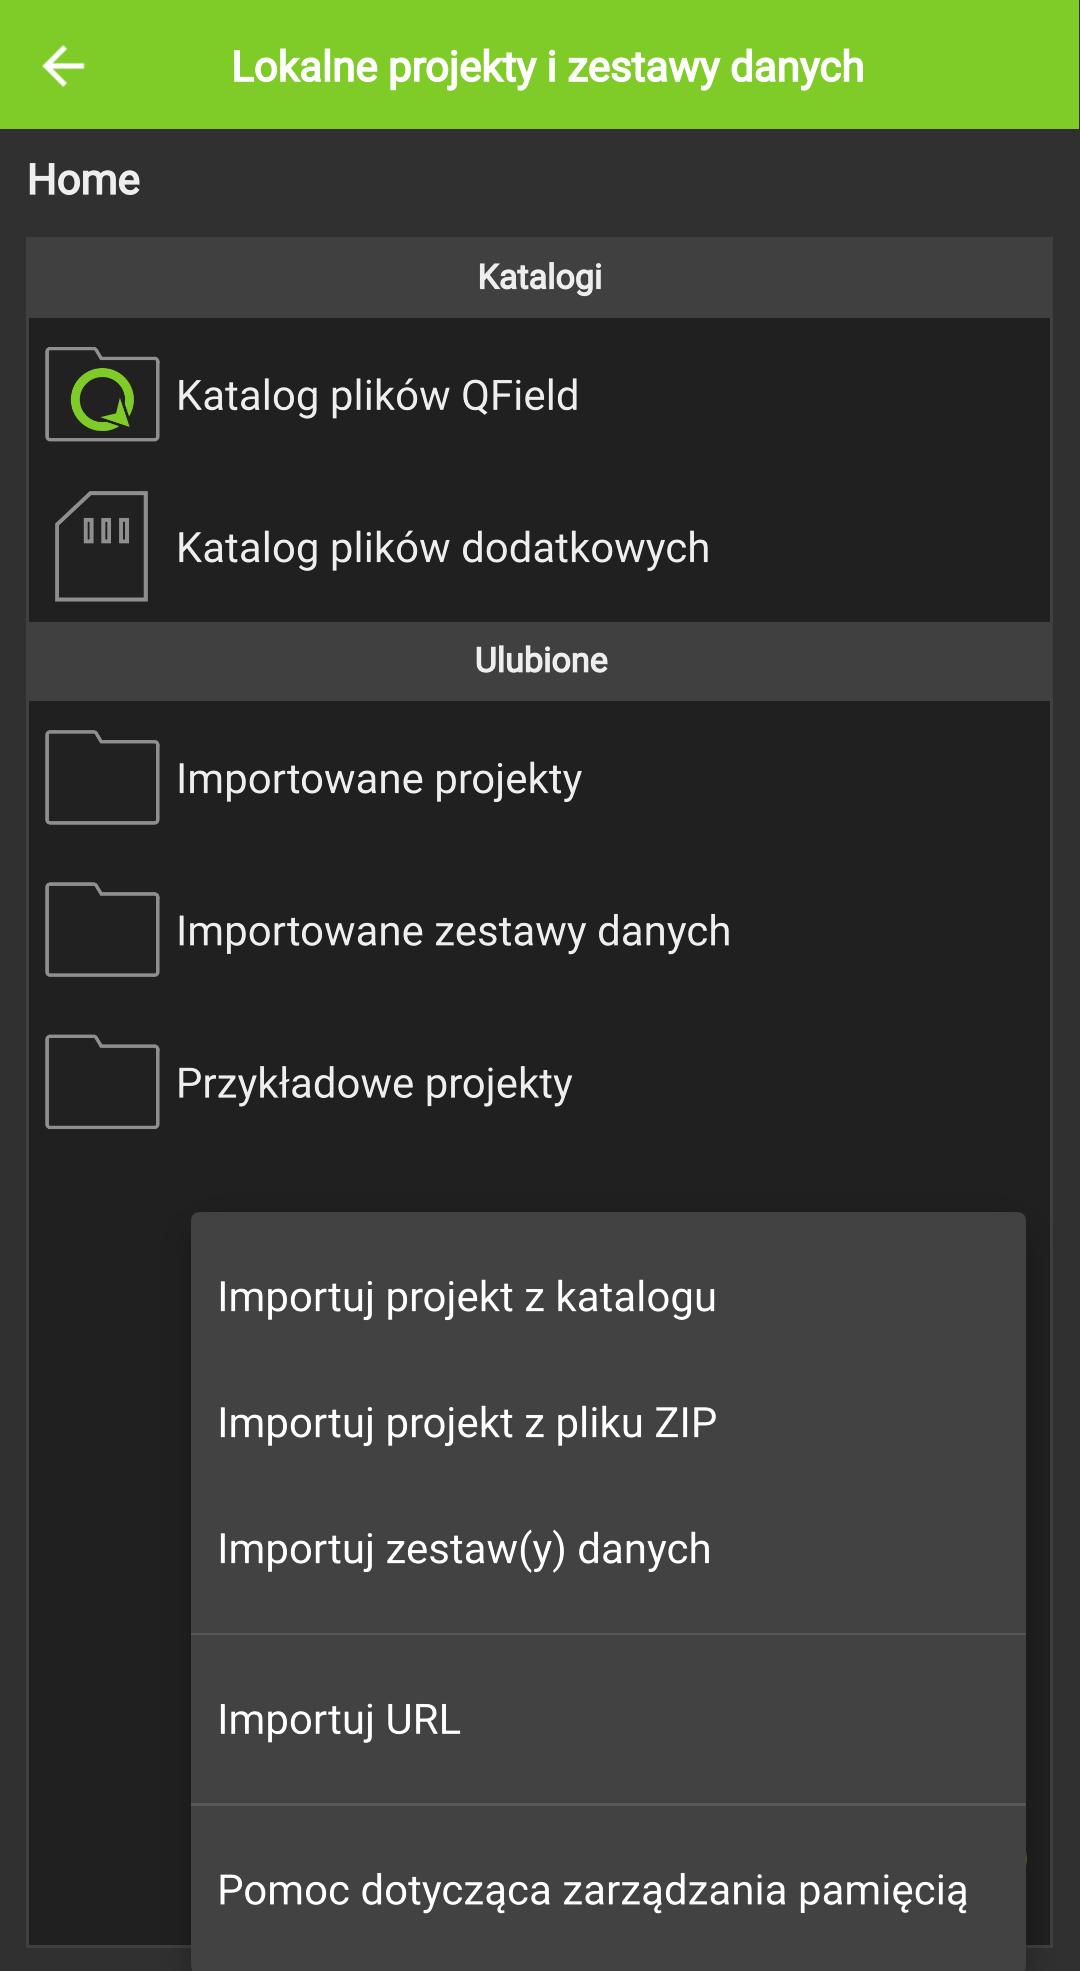 Lokalne projekty i zestawy danych
Home
Katalogi
Katalog plików QField
Katalog plików dodatkowych
Ulubione
Importowane projekty
Importowane zestawy danych
Przykładowe projekty
Importuj projekt z katalogu
Importuj projekt z pliku ZIP
Importuj zestaw(y) danych
Importuj URL
Pomoc dotycząca zarządzania pamięcią